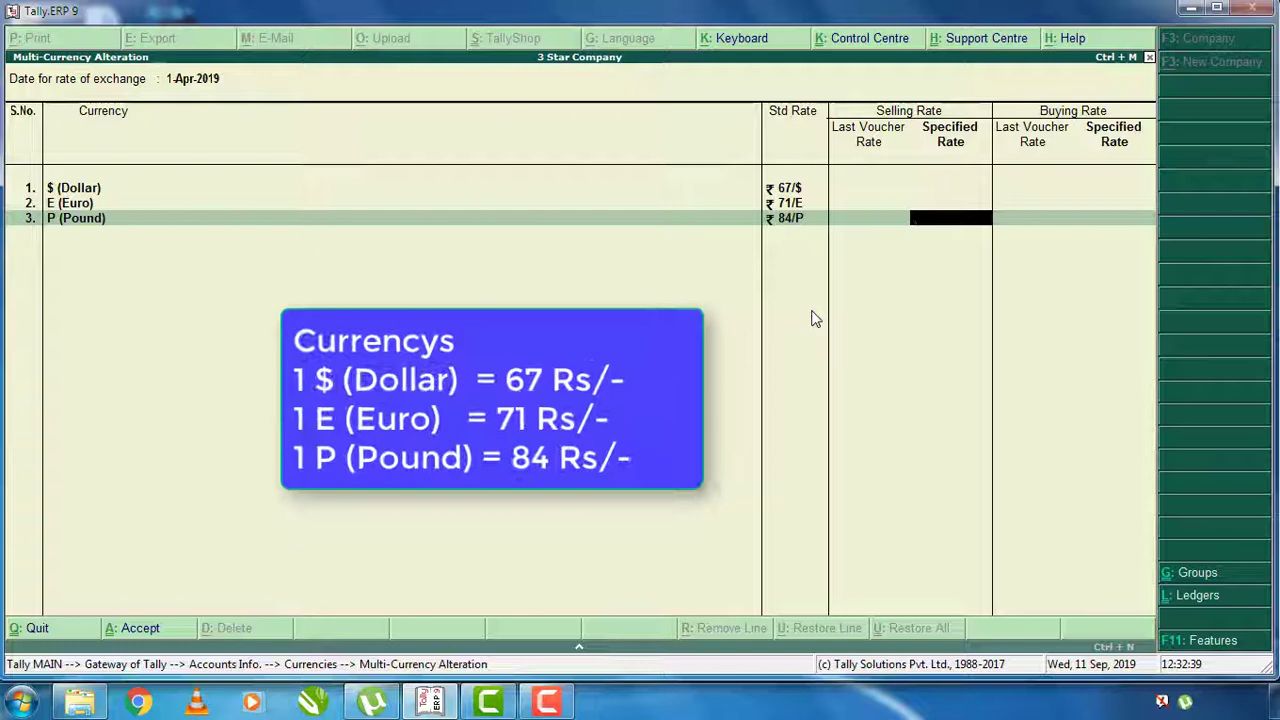 Tally.ERP 9
P: Print E: Export M: E-Mail O: Upload S: TallyShop G: Language K: Keyboard K: Control Centre H: Support Centre H: Help F3: Company
Multi-Currency Alteration 3 Star Company Ctrl + M
F3: New Company
Date for rate of exchange : 1-Apr-2019
S.No. Currency Std Rate Selling Rate Buying Rate
Last Voucher Specified Last Voucher Specified
Rate Rate Rate Rate
1. $ (Dollar) ₹ 67/$
2. E (Euro) ₹ 71/E
3. P (Pound) ₹ 84/P
Currencys
1 $ (Dollar) = 67 Rs/-
1 E (Euro) = 71 Rs/-
1 P (Pound) = 84 Rs/-
G: Groups
L: Ledgers
Q: Quit A: Accept D: Delete R: Remove Line U: Restore Line U: Restore All F11: Features
Ctrl + N
Tally MAIN --> Gateway of Tally --> Accounts Info. --> Currencies --> Multi-Currency Alteration (c) Tally Solutions Pvt. Ltd., 1988-2017 Wed, 11 Sep, 2019 12:32:39